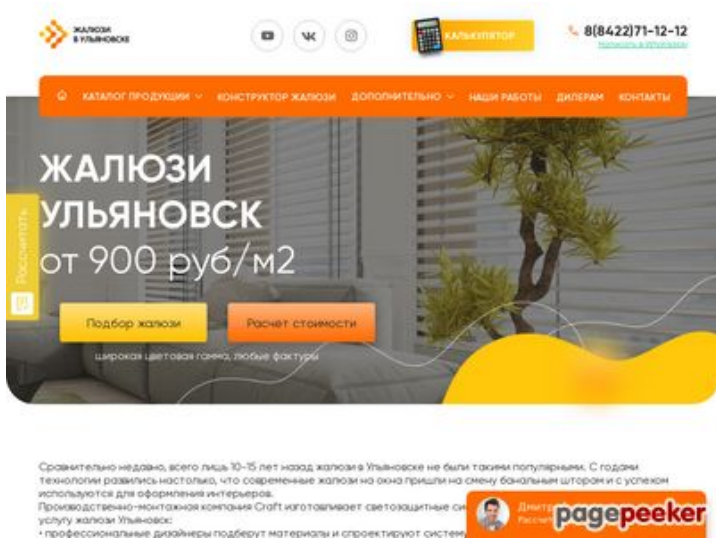 ЖАЛЮЗИ
В УЛЬЯНОВСКЕ
КАЛЬКУЛЯТОР
8(8422)71-12-12
Написать в WhatsApp
КАТАЛОГ ПРОДУКЦИИ
КОНСТРУКТОР ЖАЛЮЗИ
ДОПОЛНИТЕЛЬНО
НАШИ РАБОТЫ
ДИЛЕРАМ
КОНТАКТЫ
ЖАЛЮЗИ
УЛЬЯНОВСК
от 900 руб/м2
Рассчитать
Подбор жалюзи
Расчет стоимости
широкая цветовая гамма, любые фактуры
Сравнительно недавно, всего лишь 10-15 лет назад жалюзи в Ульяновске не были такими популярными. С годами
технологии развились настолько, что современные жалюзи на окна пришли на смену банальным шторам и с успехом
используются для оформления интерьеров.
Производственно-монтажная компания Craft изготавливает светозащитные
услугу жалюзи Ульяновск:
• профессиональные дизайнеры подберут материалы и спроектируют систему
pagepeeker